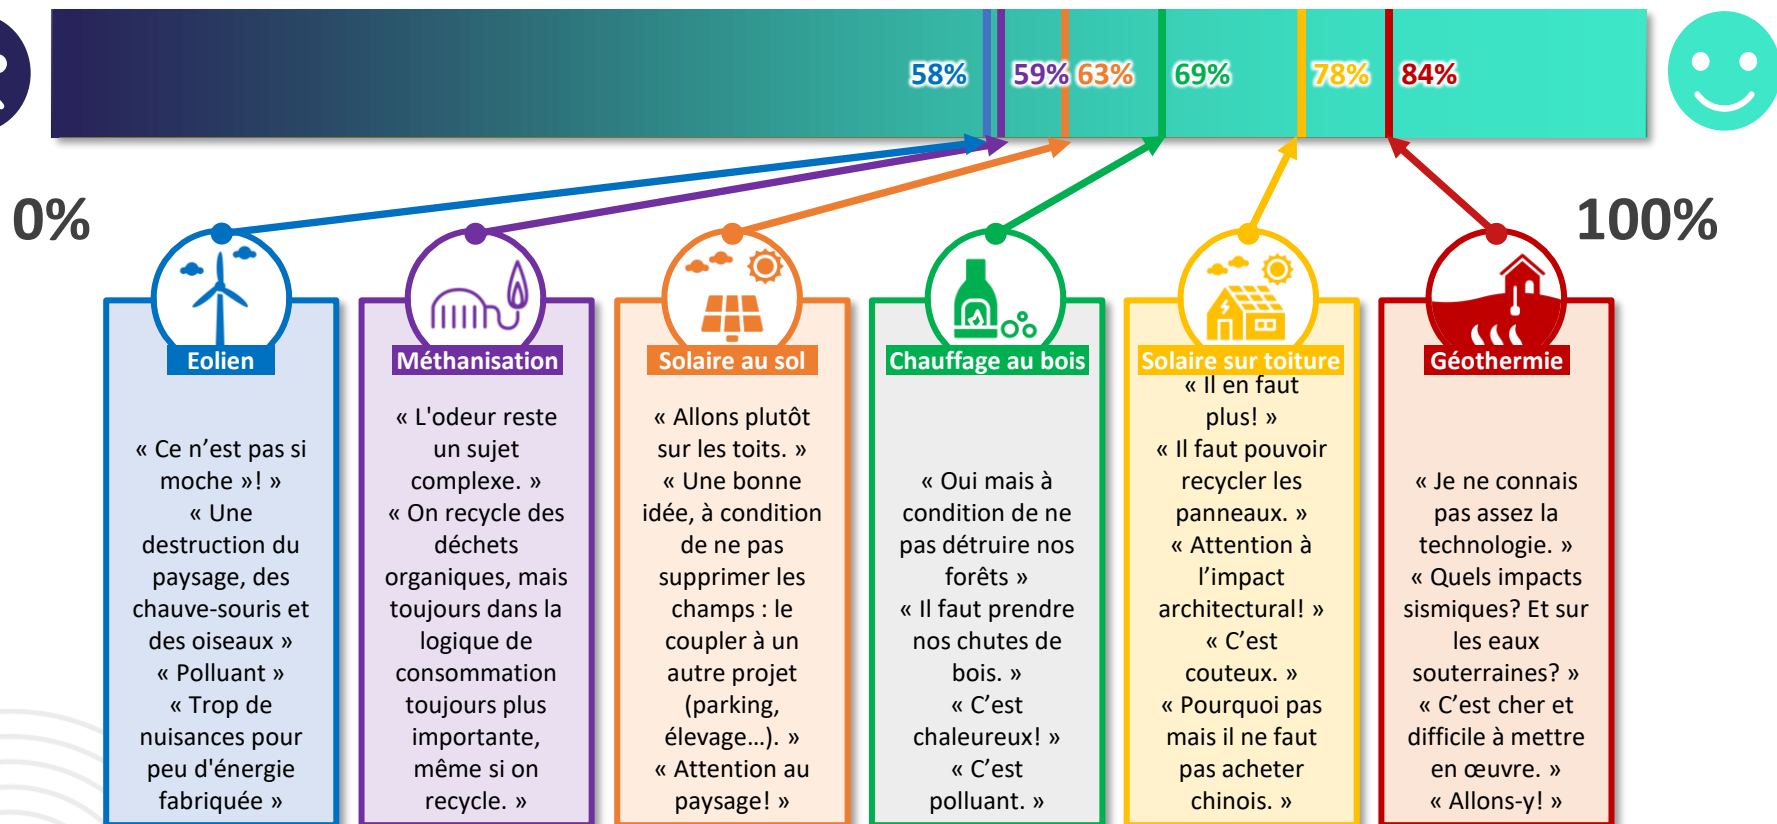 58%
59%
63%
69%
78%
84%
0%
100%
Eolien
« Ce n’est pas si
moche »! »
« Une
destruction du
paysage, des
chauve-souris et
des oiseaux »
« Polluant »
« Trop de
nuisances pour
peu d'énergie
fabriquée »
Méthanisation
« L'odeur reste
un sujet
complexe. »
« On recycle des
déchets
organiques, mais
toujours dans la
logique de
consommation
toujours plus
importante,
même si on
recycle. »
Solaire au sol
« Allons plutôt
sur les toits. »
« Une bonne
idée, à condition
de ne pas
supprimer les
champs : le
coupler à un
autre projet
(parking,
élevage…). »
« Attention au
paysage! »
Chauffage au bois
« Oui mais à
condition de ne
pas détruire nos
forêts »
« Il faut prendre
nos chutes de
bois. »
« C’est
chaleureux! »
« C’est
polluant. »
Solaire sur toiture
« Il en faut
plus! »
« Il faut pouvoir
recycler les
panneaux. »
« Attention à
l’impact
architectural! »
« C’est
couteux. »
« Pourquoi pas
mais il ne faut
pas acheter
chinois. »
Géothermie
« Je ne connais
pas assez la
technologie. »
« Quels impacts
sismiques? Et sur
les eaux
souterraines? »
« C’est cher et
difficile à mettre
en œuvre. »
« Allons-y! »